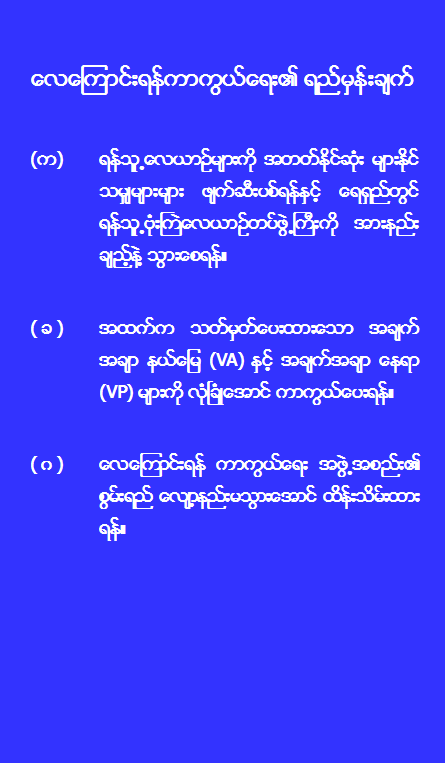 လေကြောင်းရန်ကာကွယ်ရေး၏ ရည်မှန်းချက်
(က) ရန်သူ့လေယာဉ်များကို အတတ်နိုင်ဆုံး များနိုင်
သမျှများများ ဖျက်ဆီးပစ်ရန်နှင့် ရေရှည်တွင်
ရန်သူ့ဗုံးကြဲလေယာဉ်တပ်ဖွဲ့ကြီးကို အားနည်း
ချည့်နဲ့ သွားစေရန်။
(ခ) အထက်က သတ်မှတ်ပေးထားသော အချက်
အချာ နယ်မြေ (VA) နှင့် အချက်အချာ နေရာ
(VP) များကို လုံခြုံအောင် ကာကွယ်ပေးရန်။
(ဂ) လေကြောင်းရန် ကာကွယ်ရေး အဖွဲ့အစည်း၏
စွမ်းရည် လျော့နည်းမသွားအောင် ထိန်းသိမ်းထား
ရန်။